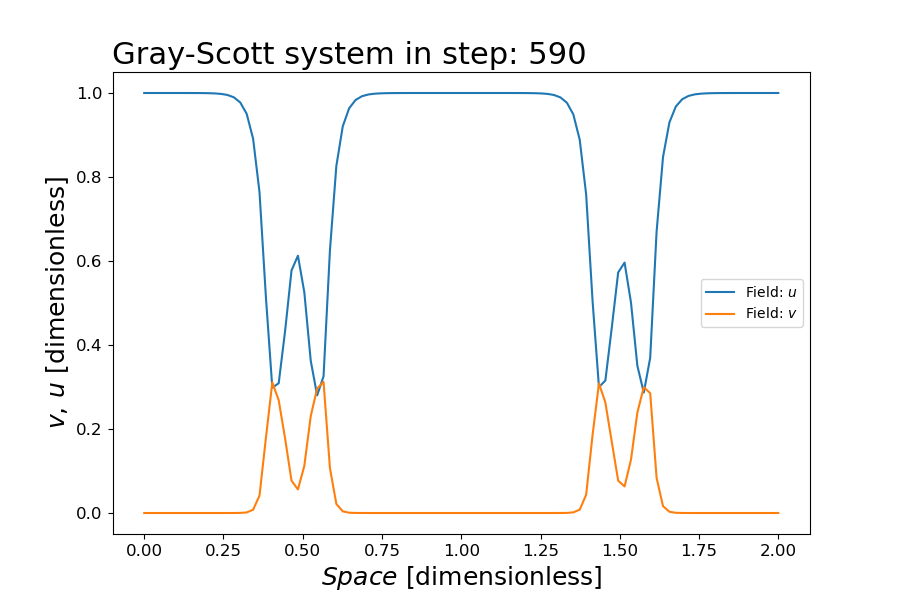 Gray-Scott system in step: 590
1.0
0.8
0.6
0.4
0.2
0.0
v, u [dimensionless]
Field: u
Field: v
0.00 0.25 0.50 0.75 1.00 1.25 1.50 1.75 2.00
Space [dimensionless]